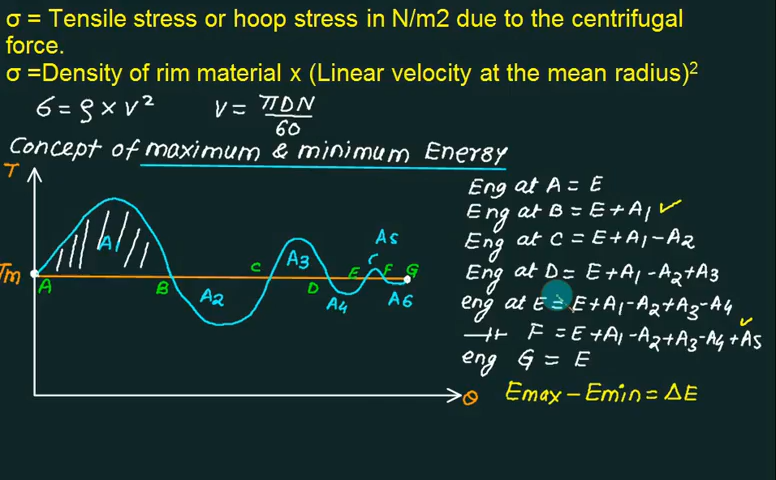 σ = Tensile stress or hoop stress in N/m2 due to the centrifugal
force.
σ =Density of rim material x (Linear velocity at the mean radius)²
σ = ρ × v²
V = πDN/60
Concept of maximum & minimum Energy
T
Tm
A
A1
B
A2
C
A3
D
A4
E
A5
F
A6
G
θ
Eng at A = E
Eng at B = E+A1 ✓
Eng at C = E+A1-A2
Eng at D = E+A1-A2+A3
eng at E = E+A1-A2+A3-A4
F = E+A1-A2+A3-A4+A5 ✓
eng G = E
Emax - Emin = ΔE